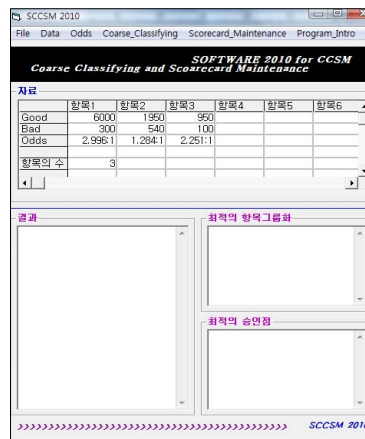 SCCSM 2010
File Data Odds Coarse_Classifying Scorecard_Maintenance Program_Intro
SOFTWARE 2010 for CCSM
Coarse Classifying and Scoarecard Maintenance
자료
항목1 항목2 항목3 항목4 항목5 항목6
Good 6000 1950 950
Bad 300 540 100
Odds 2.996:1 1.284:1 2.251:1
항목의 수 3
결과
최적의 항목그룹화
최적의 승인점
›››››››››››››››››››››››››››››››››››››››››››› SCCSM 2010